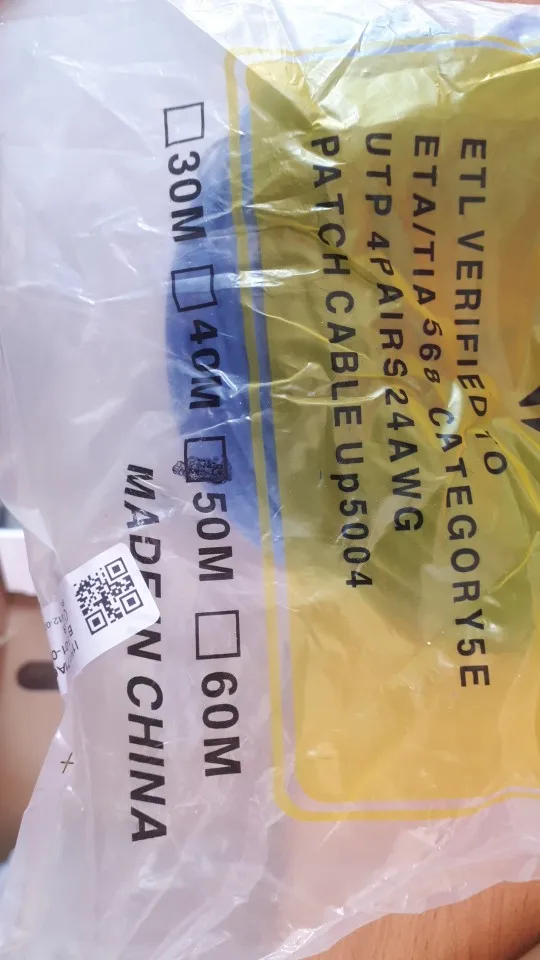 ETL VERIFIED TO
ETA/TIA 568 CATEGORY5E
UTP 4PAIRS24AWG
PATCH CABLE Up5004
30M 40M 50M 60M
MADE IN CHINA